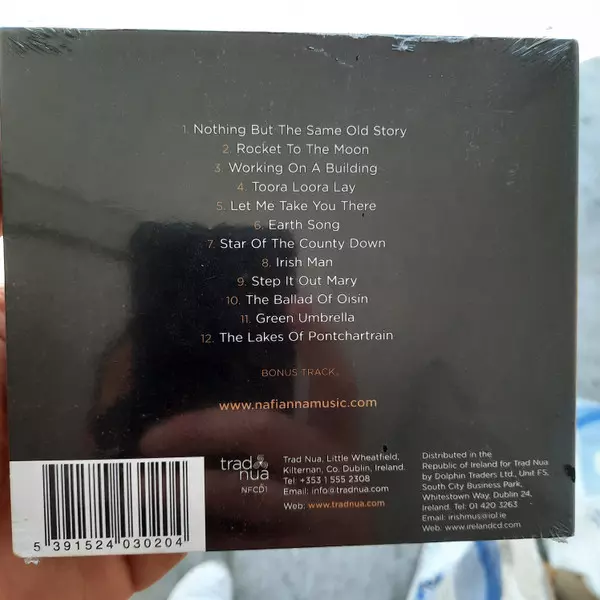 1. Nothing But The Same Old Story
2. Rocket To The Moon
3. Working On A Building
4. Toora Loora Lay
5. Let Me Take You There
6. Earth Song
7. Star Of The County Down
8. Irish Man
9. Step It Out Mary
10. The Ballad Of Oisín
11. Green Umbrella
12. The Lakes Of Pontchartrain
BONUS TRACK
www.nafiannamusic.com
trad
nua
NFCD1
Trad Nua, Little Wheatfield,
Kilternan, Co. Dublin, Ireland.
Tel: +353 1 555 2308
Email: info@tradnua.com
Web: www.tradnua.com
Distributed in the
Republic of Ireland for Trad Nua
by Dolphin Traders Ltd., Unit F5,
South City Business Park,
Whitestown Way, Dublin 24,
Ireland. Tel: 01 420 3263
Email: irishmus@iol.ie
Web: www.irelandcd.com
5 391524 030204